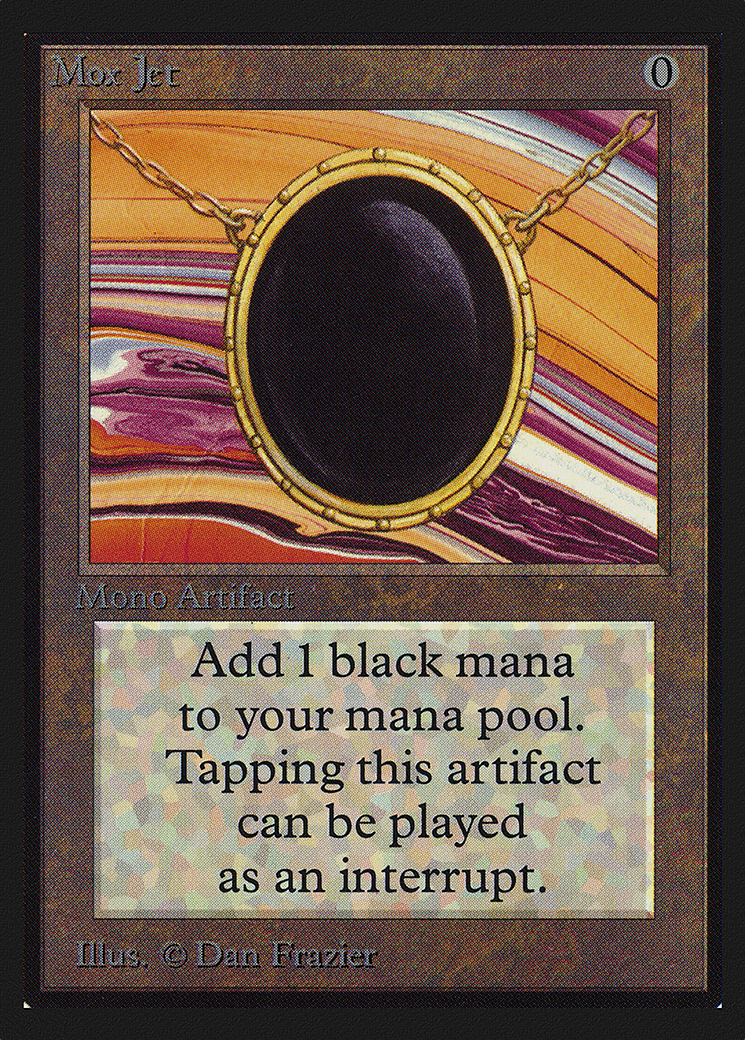 Mox Jet
0
Mono Artifact
Add 1 black mana
to your mana pool.
Tapping this artifact
can be played
as an interrupt.
Illus. © Dan Frazier